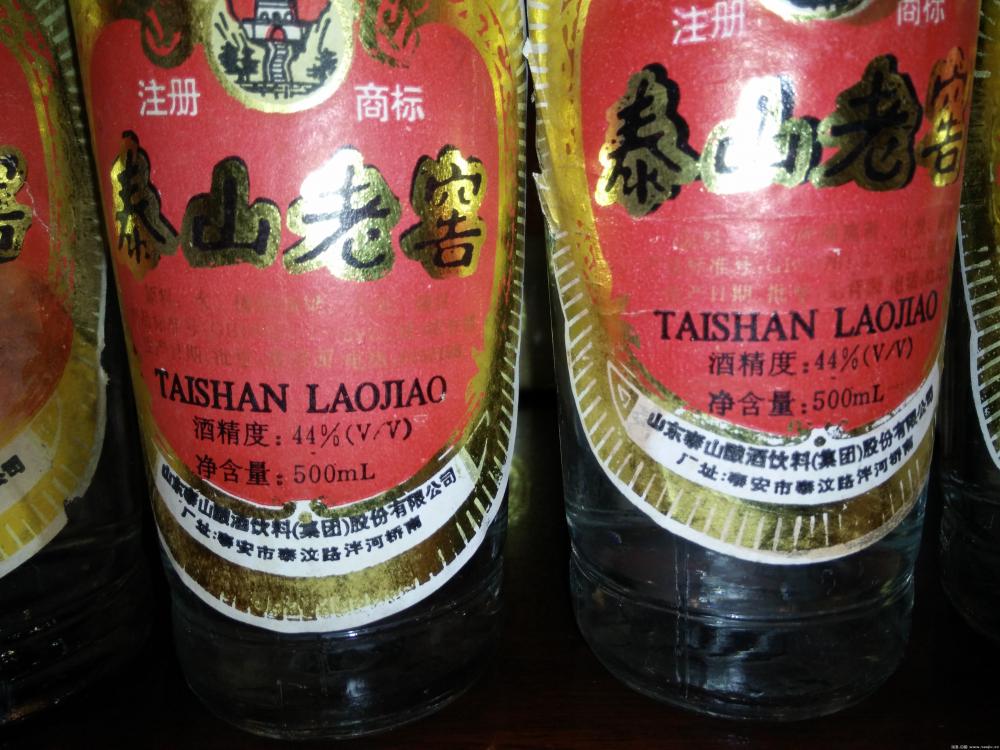 注册 商标
泰山老窖
TAISHAN LAOJIAO
酒精度:44%(V/V)
净含量:500mL
山东泰山酿酒饮料(集团)股份有限公司
厂址:泰安市泰汶路泮河桥南
注册 商标
泰山老窖
TAISHAN LAOJIAO
酒精度:44%(V/V)
净含量:500mL
山东泰山酿酒饮料(集团)股份有限公司
厂址:泰安市泰汶路泮河桥南
窖